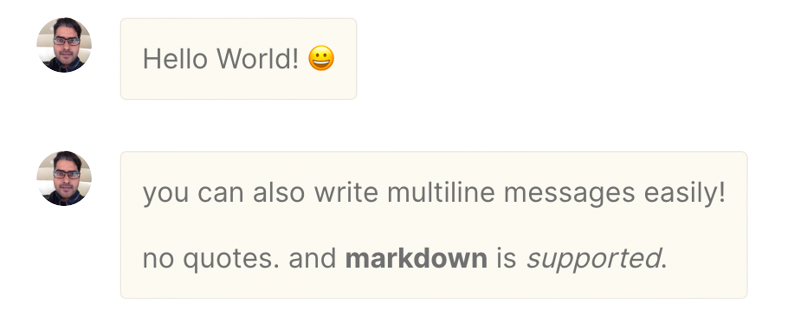 Hello World! 😀
you can also write multiline messages easily!
no quotes. and markdown is supported.